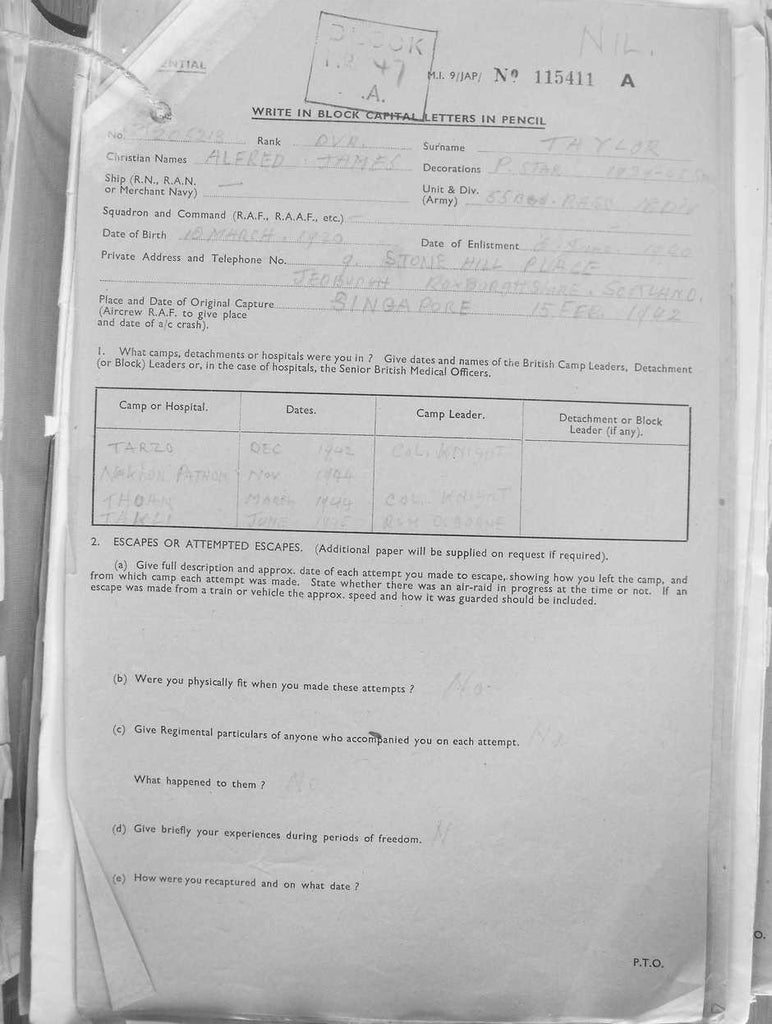 NIL.
BLOCK
47
A.
NTIAL
M.I. 9/JAP/ Nº 115411 A
WRITE IN BLOCK CAPITAL LETTERS IN PENCIL
No. Rank DVR. Surname TAYLOR
Christian Names ALFRED JAMES Decorations P. STAR
Ship (R.N., R.A.N. or Merchant Navy) —
Unit & Div. (Army)
Squadron and Command (R.A.F., R.A.A.F., etc.)
Date of Birth 10 MARCH. 1920 Date of Enlistment
Private Address and Telephone No. 9. STONE HILL PLACE
JEDBURGH ROXBURGHSHIRE. SCOTLAND.
Place and Date of Original Capture SINGAPORE 15 FEB. 1942
(Aircrew R.A.F. to give place
and date of a/c crash).
1. What camps, detachments or hospitals were you in ? Give dates and names of the British Camp Leaders, Detachment
(or Block) Leaders or, in the case of hospitals, the Senior British Medical Officers.
Camp or Hospital. Dates. Camp Leader. Detachment or Block Leader (if any).
TARZO DEC 1942 COL. KNIGHT
NAKHON PATHOM NOV 1944
MARCH 1944 COL. KNIGHT
JUNE RSM OSBORNE
2. ESCAPES OR ATTEMPTED ESCAPES. (Additional paper will be supplied on request if required).
(a) Give full description and approx. date of each attempt you made to escape, showing how you left the camp, and
from which camp each attempt was made. State whether there was an air-raid in progress at the time or not. If an
escape was made from a train or vehicle the approx. speed and how it was guarded should be included.
(b) Were you physically fit when you made these attempts ? No
(c) Give Regimental particulars of anyone who accompanied you on each attempt. No
What happened to them ? No
(d) Give briefly your experiences during periods of freedom. N
(e) How were you recaptured and on what date ?
P.T.O.
O.